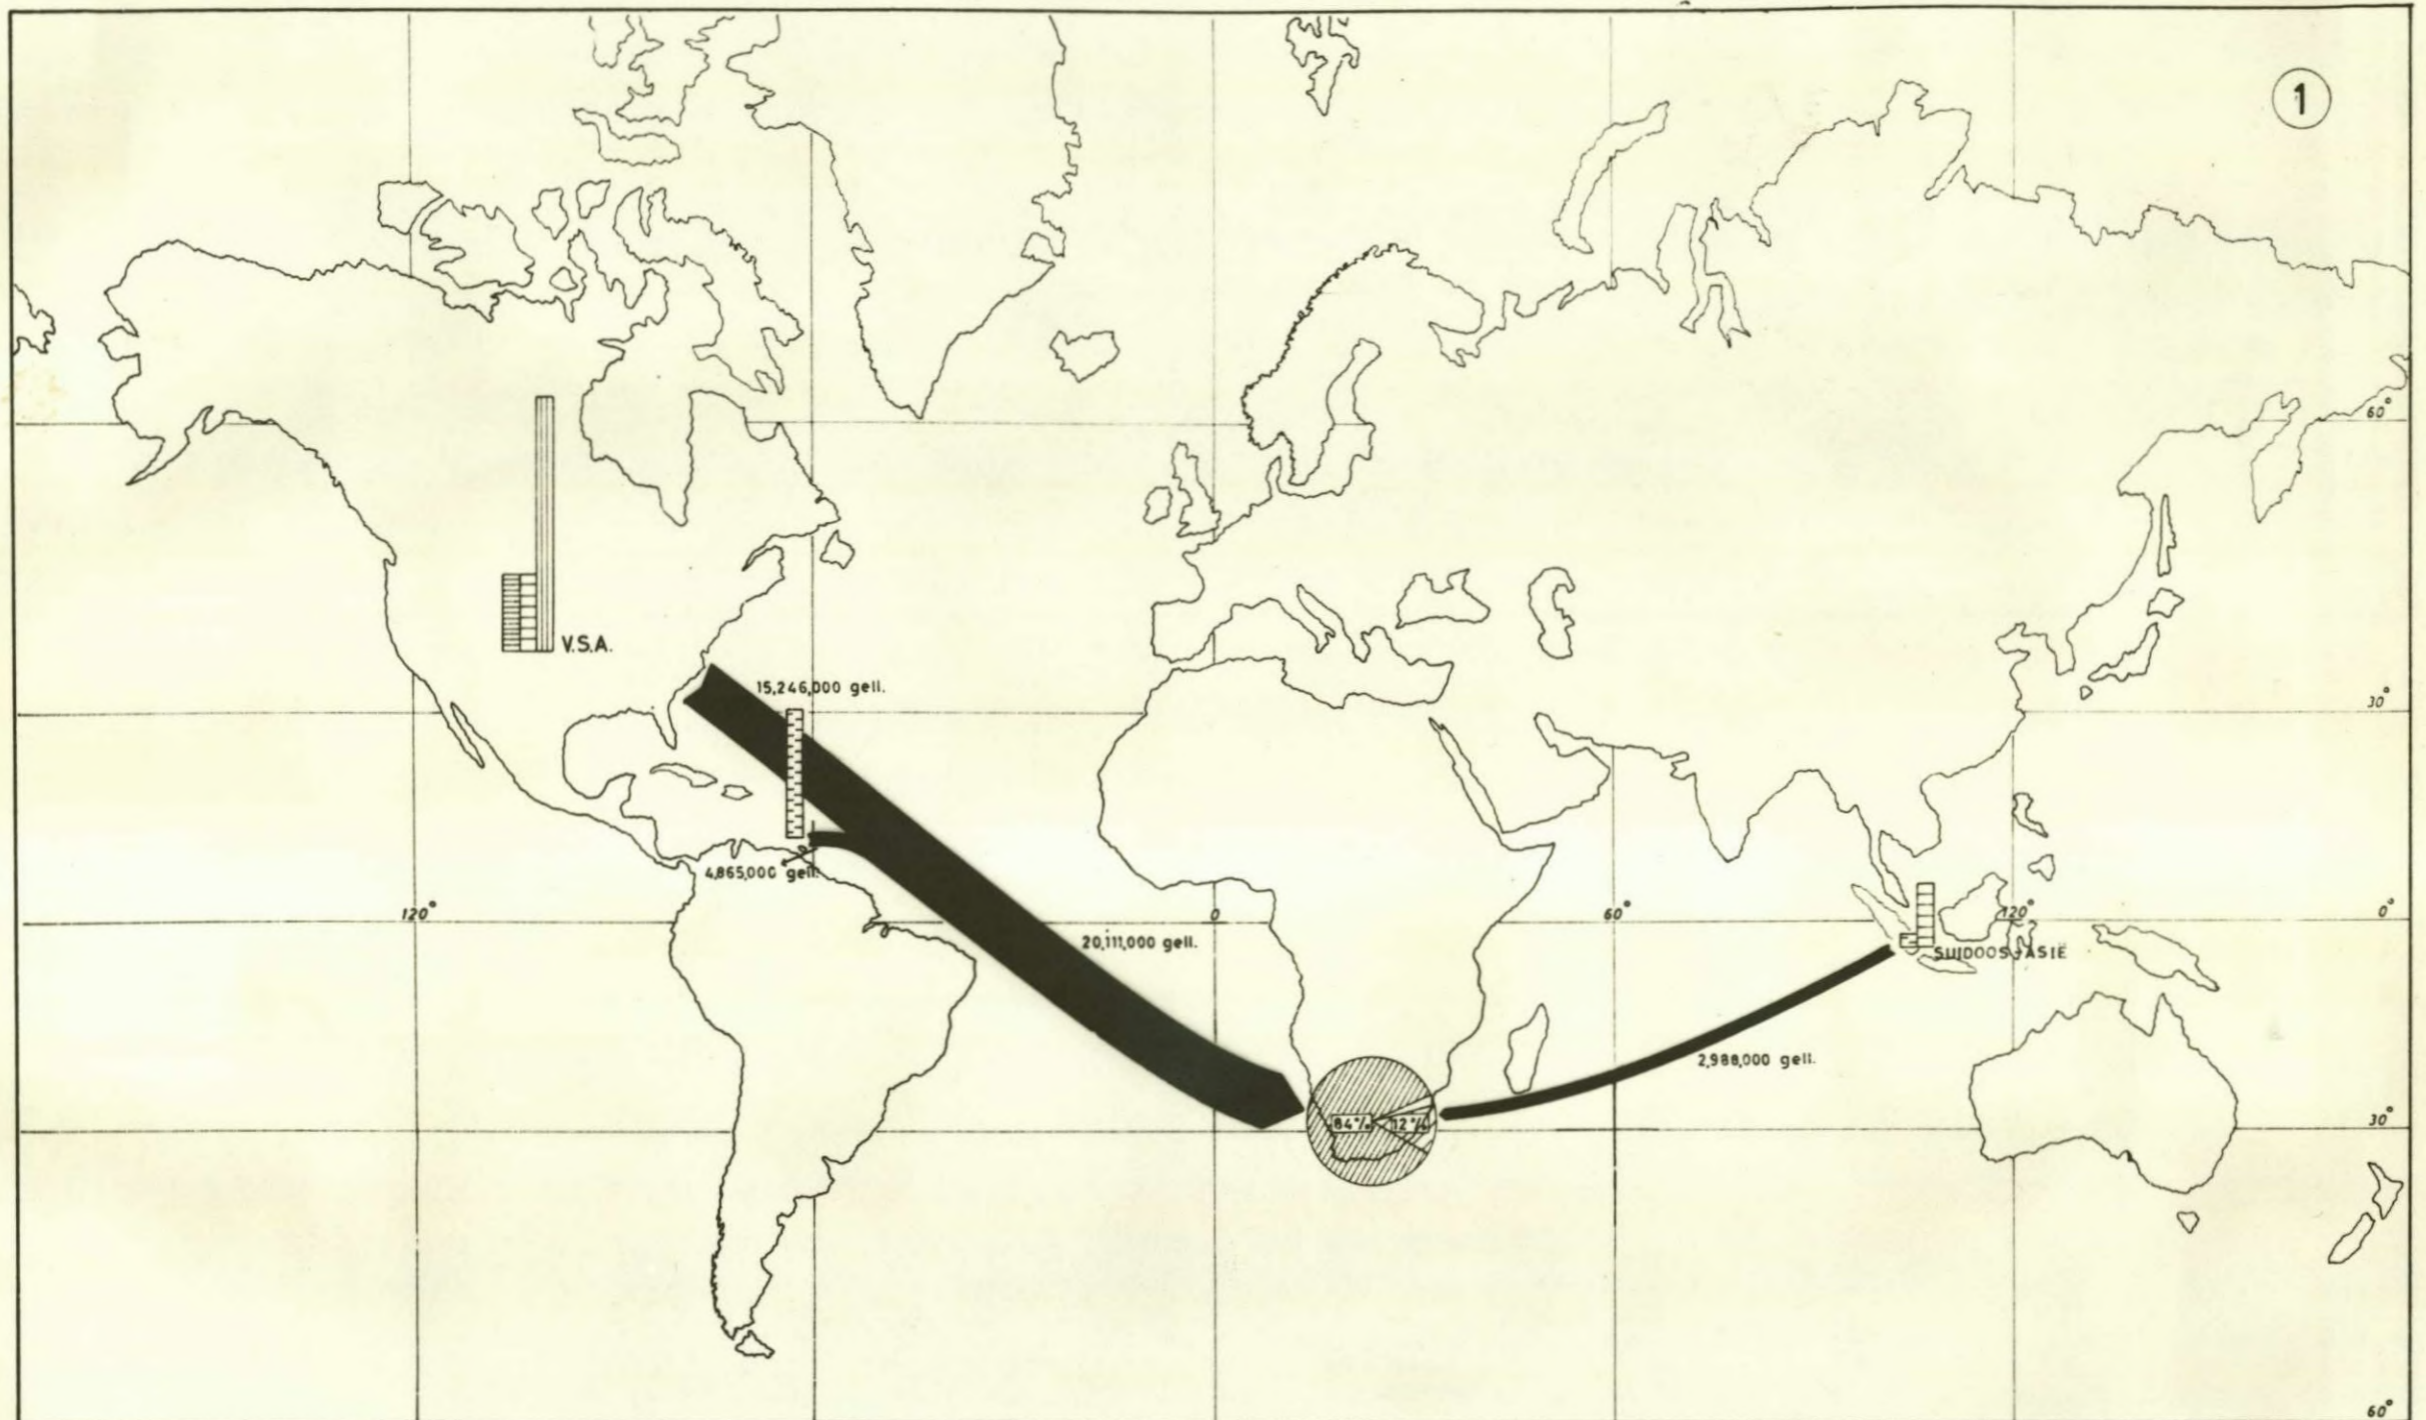 1
60°
V.S.A.
15,246,000 gell.
30°
4,865,000 gell.
120°
0
60°
120°
0°
20,111,000 gell.
SUIDOOS-ASIË
2,988,000 gell.
84%
12%
30°
60°